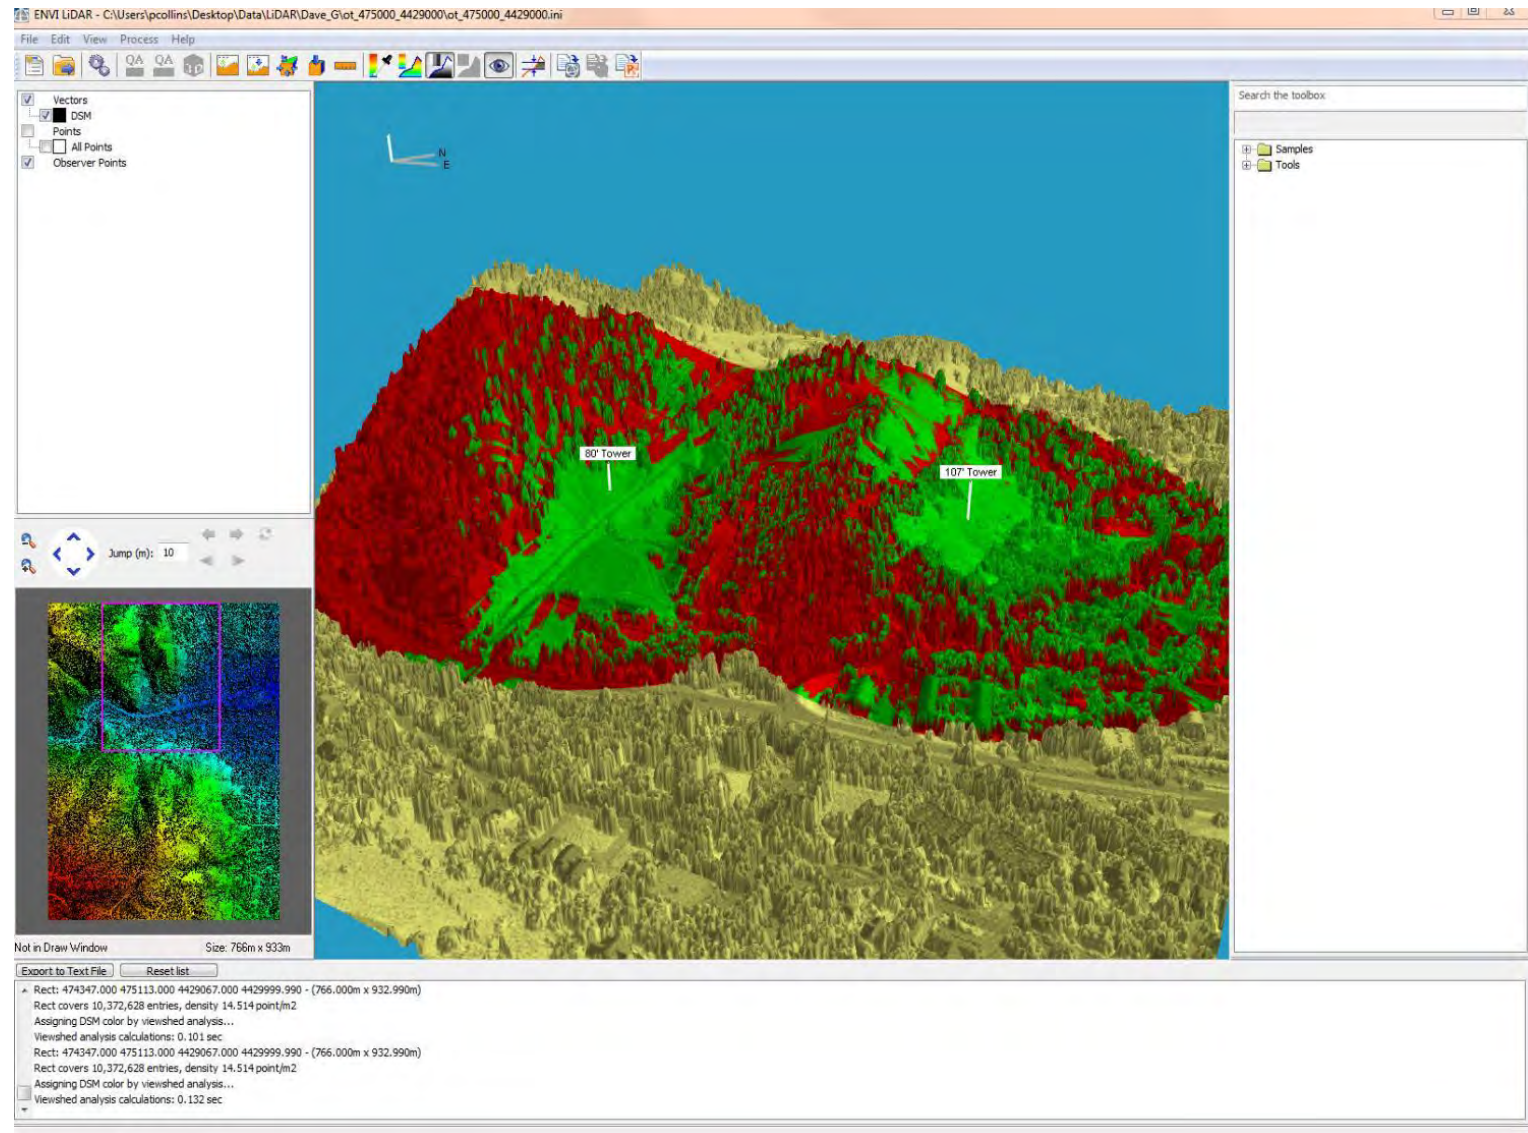 ENVI LiDAR - C:\Users\pcollins\Desktop\Data\LiDAR\Dave_G\ot_475000_4429000\ot_475000_4429000.ini
File Edit View Process Help
QA QA
Vectors
DSM
Points
All Points
Observer Points
Search the toolbox
Samples
Tools
N
E
80' Tower
107' Tower
Jump (m): 10
Not in Draw Window Size: 766m x 933m
Export to Text File Reset list
Rect: 474347.000 475113.000 4429067.000 4429999.990 - (766.000m x 932.990m)
Rect covers 10,372,628 entries, density 14.514 point/m2
Assigning DSM color by viewshed analysis...
Viewshed analysis calculations: 0.101 sec
Rect: 474347.000 475113.000 4429067.000 4429999.990 - (766.000m x 932.990m)
Rect covers 10,372,628 entries, density 14.514 point/m2
Assigning DSM color by viewshed analysis...
Viewshed analysis calculations: 0.132 sec